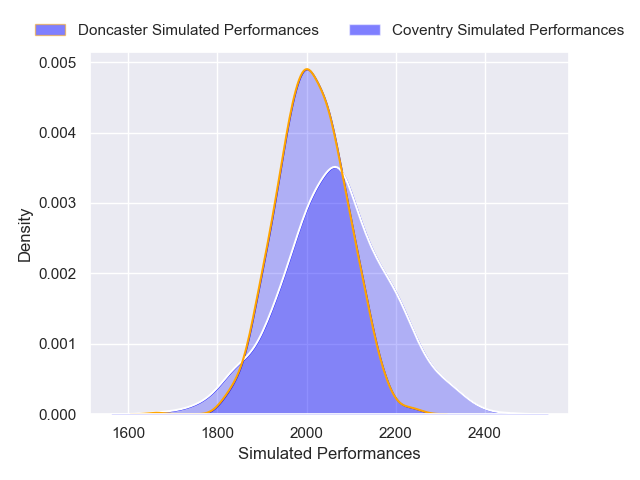 Doncaster Simulated Performances Coventry Simulated Performances
0.005
0.004
0.003
0.002
0.001
0.000
Density
1600 1800 2000 2200 2400
Simulated Performances